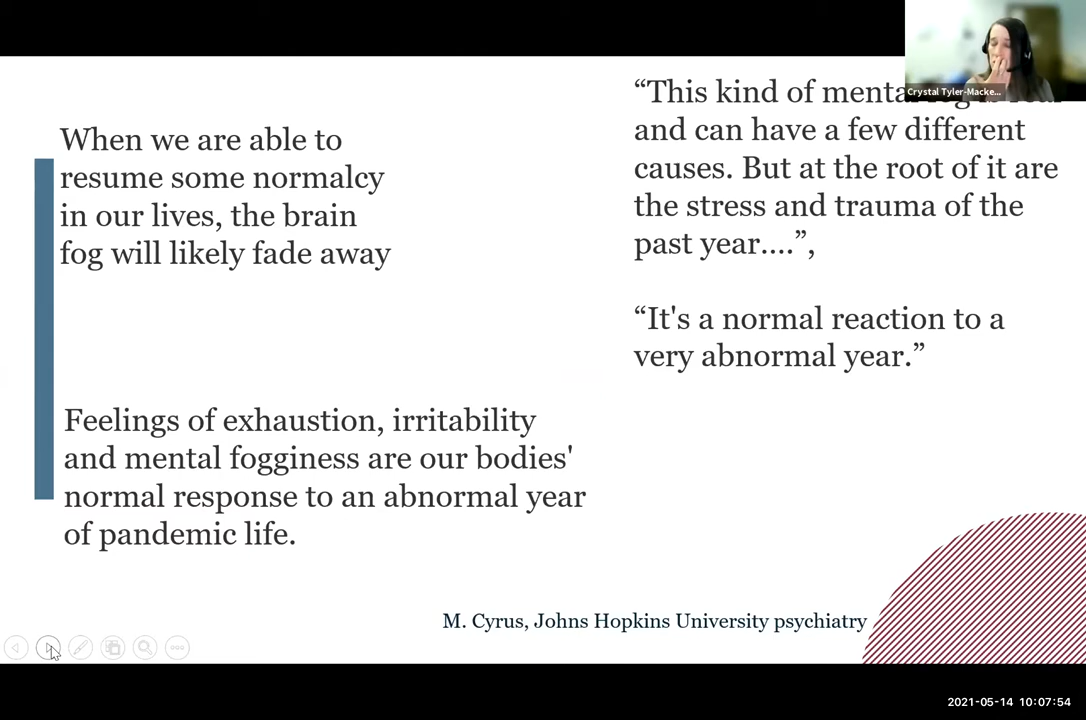 When we are able to
resume some normalcy
in our lives, the brain
fog will likely fade away
Feelings of exhaustion, irritability
and mental fogginess are our bodies'
normal response to an abnormal year
of pandemic life.
“This kind of mental
and can have a few different
causes. But at the root of it are
the stress and trauma of the
past year....”,
“It's a normal reaction to a
very abnormal year.”
M. Cyrus, Johns Hopkins University psychiatry
Crystal Tyler-Macke...
2021-05-14 10:07:54